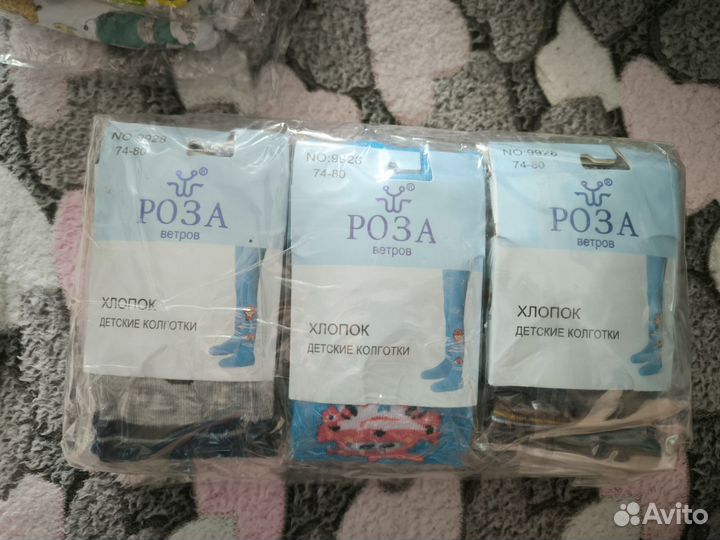 NO:9928
74-80
®
РОЗА
ветров
ХЛОПОК
ДЕТСКИЕ КОЛГОТКИ
NO:9928
74-80
®
РОЗА
ветров
ХЛОПОК
ДЕТСКИЕ КОЛГОТКИ
NO:9928
74-80
®
РОЗА
ветров
ХЛОПОК
ДЕТСКИЕ КОЛГОТКИ
Avito